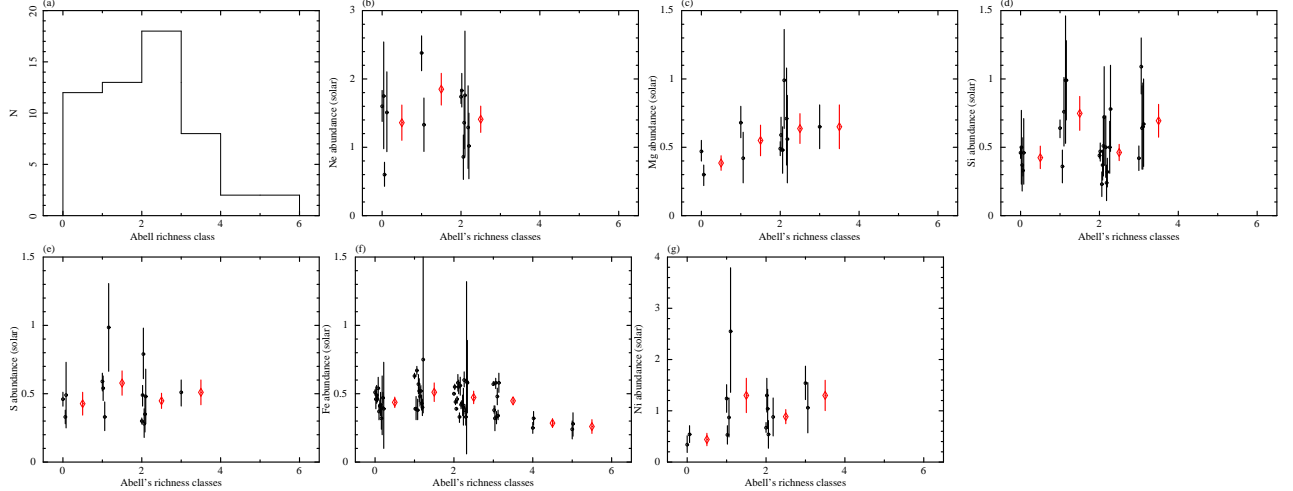 (a)
N
0 5 10 15 20
0 2 4 6
Abell richness class
(b)
Ne abundance (solar)
0 1 2 3
0 2 4 6
Abell's richness classes
(c)
Mg abundance (solar)
0 0.5 1 1.5
0 2 4 6
Abell's richness classes
(d)
Si abundance (solar)
0 0.5 1 1.5
0 2 4 6
Abell's richness classes
(e)
S abundance (solar)
0 0.5 1 1.5
0 2 4 6
Abell's richness classes
(f)
Fe abundance (solar)
0 0.5 1 1.5
0 2 4 6
Abell's richness classes
(g)
Ni abundance (solar)
0 1 2 3 4
0 2 4 6
Abell's richness classes